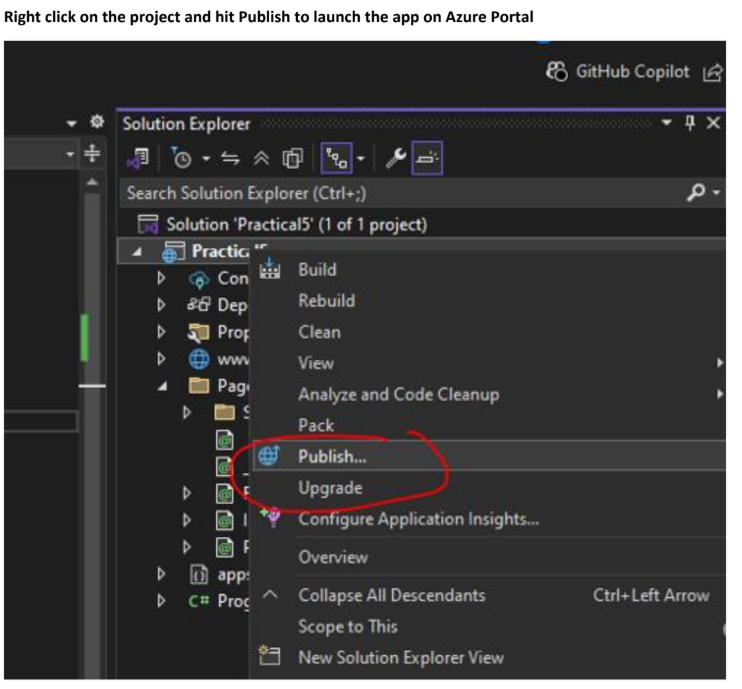 Right click on the project and hit Publish to launch the app on Azure Portal
GitHub Copilot
Solution Explorer
Search Solution Explorer (Ctrl+;)
Solution 'Practical5' (1 of 1 project)
Practical5
Build
Con
Rebuild
Dep
Clean
Prop
View
www
Analyze and Code Cleanup
Page
Pack
S
Publish...
_
Upgrade
Configure Application Insights...
I
Overview
apps
Collapse All Descendants Ctrl+Left Arrow
C# Prog
Scope to This
New Solution Explorer View